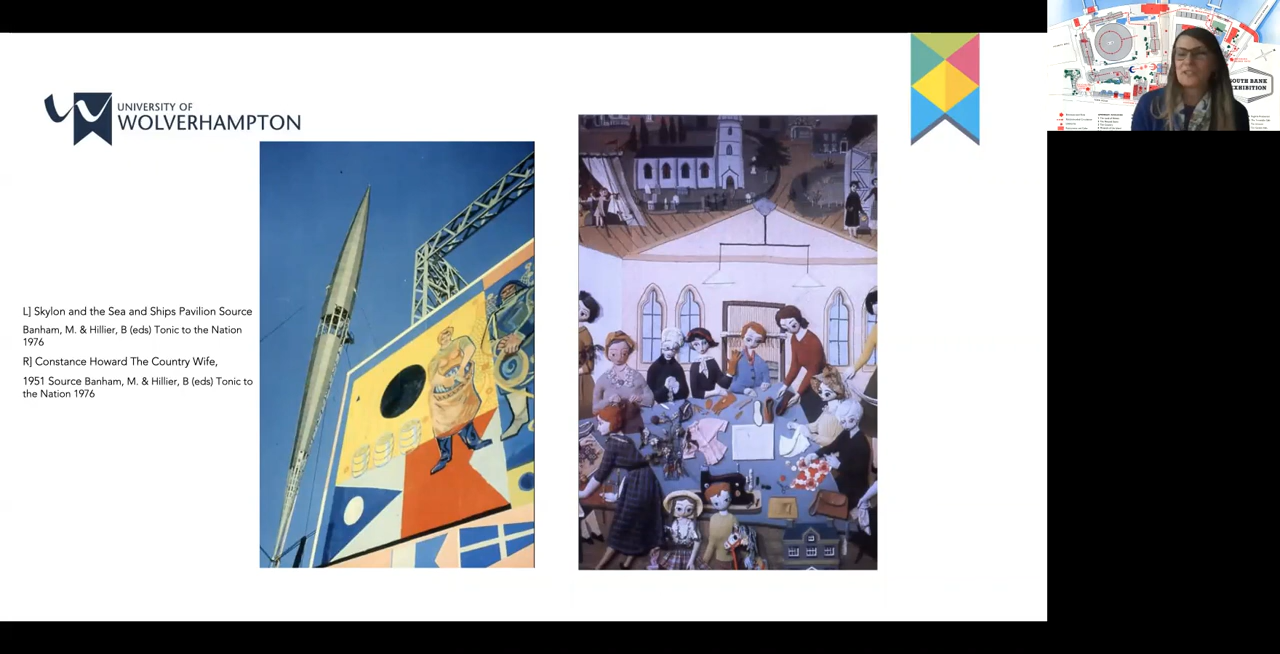 UNIVERSITY OF
WOLVERHAMPTON
L] Skylon and the Sea and Ships Pavilion Source
Banham, M. & Hillier, B (eds) Tonic to the Nation
1976
R] Constance Howard The Country Wife,
1951 Source Banham, M. & Hillier, B (eds) Tonic to
the Nation 1976
SOUTH BANK
EXHIBITION